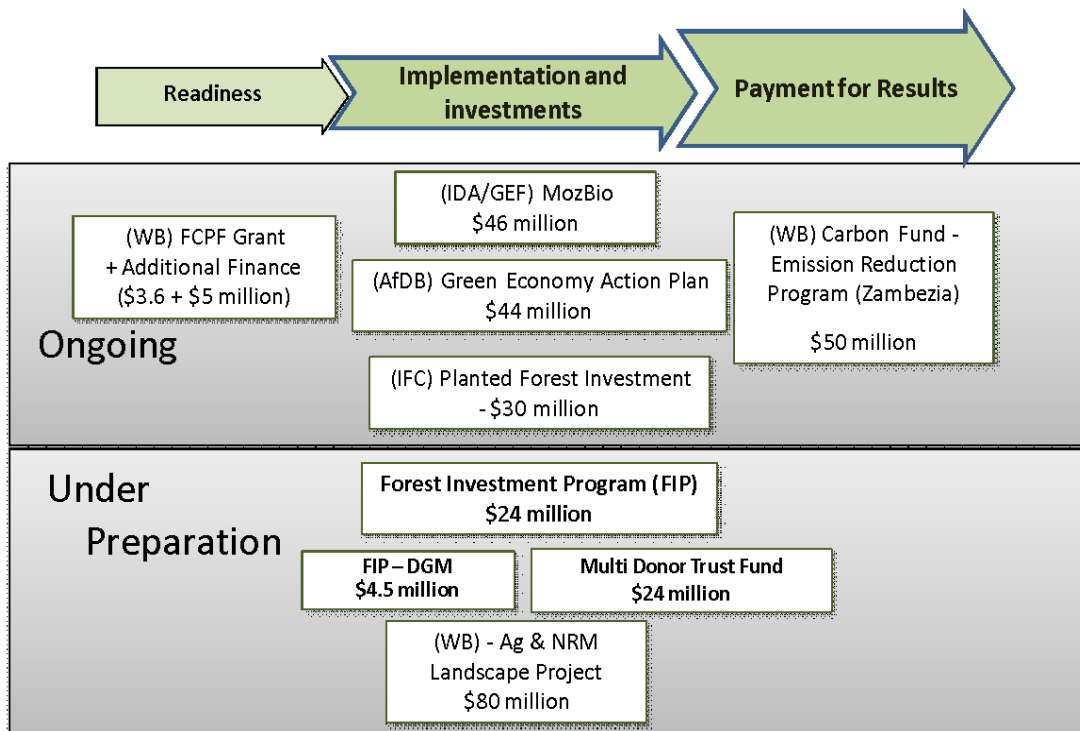 Readiness
Implementation and
investments
Payment for Results
(IDA/GEF) MozBio
$46 million
(WB) FCPF Grant
+ Additional Finance
($3.6 + $5 million)
(AfDB) Green Economy Action Plan
$44 million
(WB) Carbon Fund -
Emission Reduction
Program (Zambezia)
$50 million
Ongoing
(IFC) Planted Forest Investment
- $30 million
Under
Preparation
Forest Investment Program (FIP)
$24 million
FIP – DGM
$4.5 million
Multi Donor Trust Fund
$24 million
(WB) - Ag & NRM
Landscape Project
$80 million